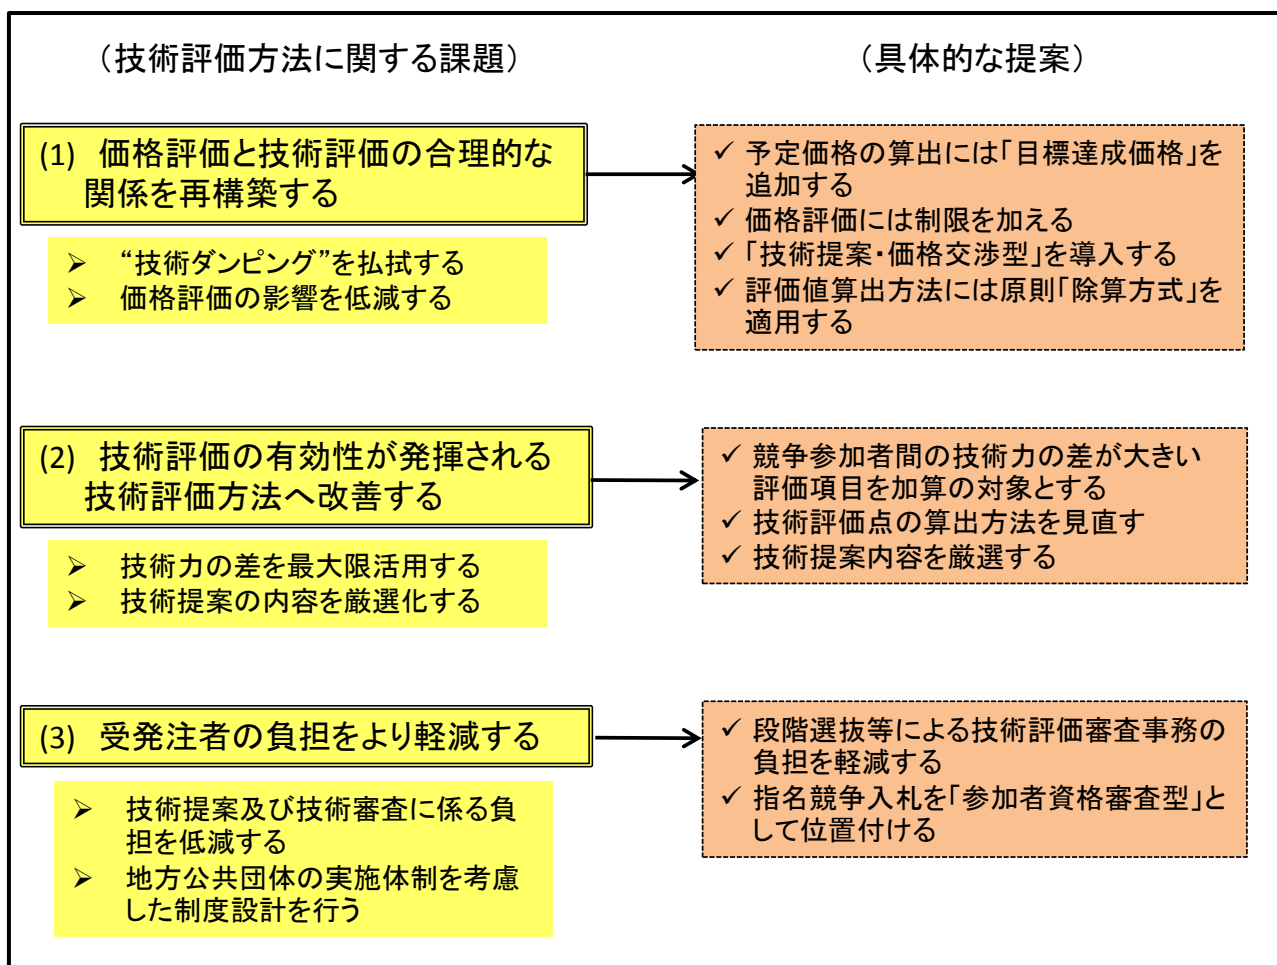 （技術評価方法に関する課題）
（具体的な提案）
(1) 価格評価と技術評価の合理的な
関係を再構築する
➢ “技術ダンピング”を払拭する
➢ 価格評価の影響を低減する
✓ 予定価格の算出には「目標達成価格」を
追加する
✓ 価格評価には制限を加える
✓ 「技術提案・価格交渉型」を導入する
✓ 評価値算出方法には原則「除算方式」を
適用する
(2) 技術評価の有効性が発揮される
技術評価方法へ改善する
➢ 技術力の差を最大限活用する
➢ 技術提案の内容を厳選化する
✓ 競争参加者間の技術力の差が大きい
評価項目を加算の対象とする
✓ 技術評価点の算出方法を見直す
✓ 技術提案内容を厳選する
(3) 受発注者の負担をより軽減する
➢ 技術提案及び技術審査に係る負
担を低減する
➢ 地方公共団体の実施体制を考慮
した制度設計を行う
✓ 段階選抜等による技術評価審査事務の
負担を軽減する
✓ 指名競争入札を「参加者資格審査型」と
して位置付ける